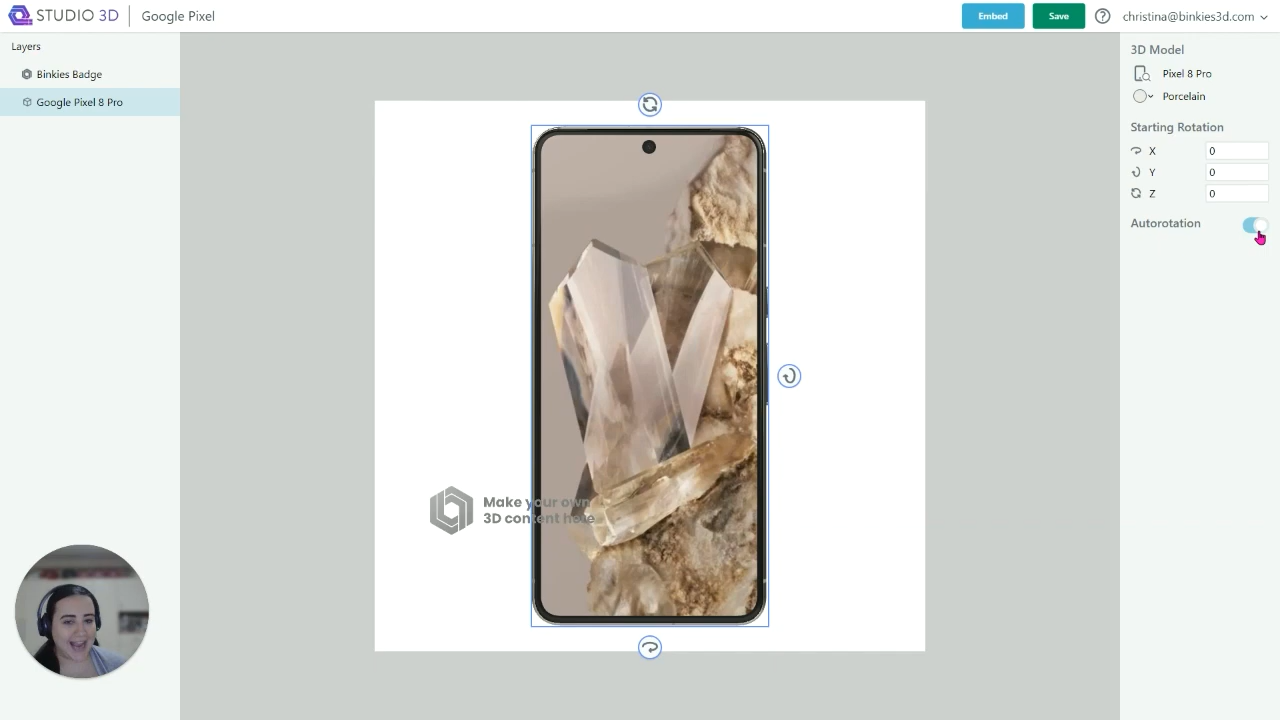 STUDIO 3D
Google Pixel
Embed
Save
christina@binkies3d.com
Layers
Binkies Badge
Google Pixel 8 Pro
3D Model
Pixel 8 Pro
Porcelain
Starting Rotation
X 0
Y 0
Z 0
Autorotation
Make your own
3D content here